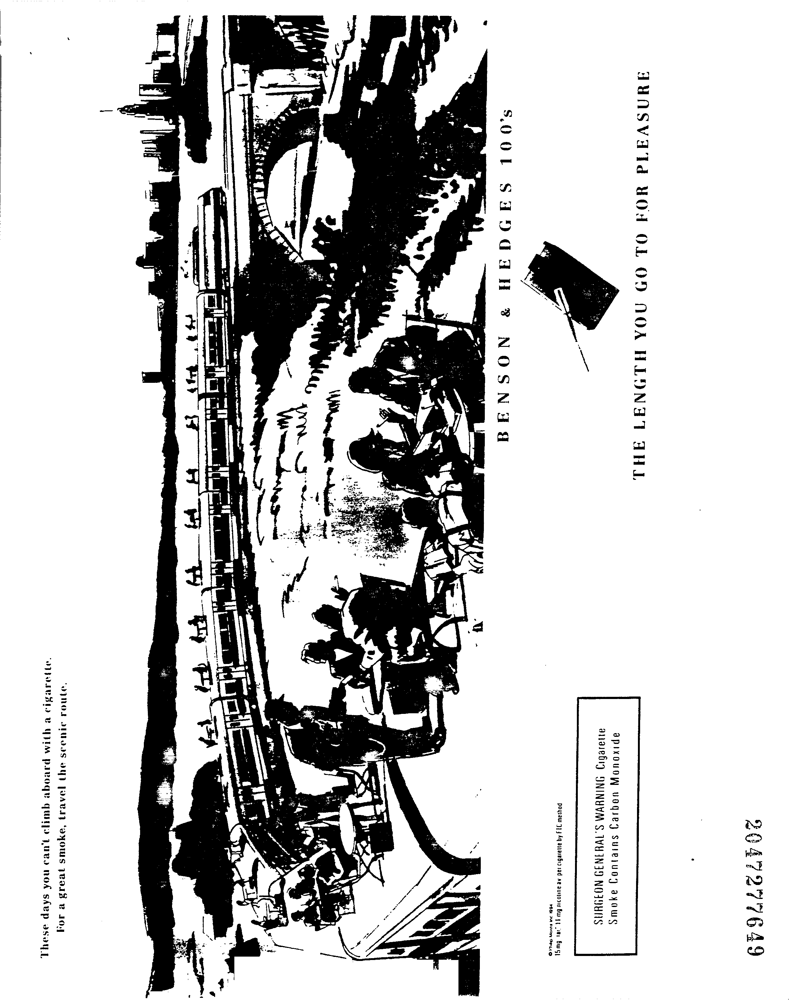 These days you can't climb aboard with a cigarette.
For a great smoke, travel the scenic route.
BENSON & HEDGES 100's
THE LENGTH YOU GO TO FOR PLEASURE
© Philip Morris Inc. 1994
15 mg "tar," 1.1 mg nicotine av. per cigarette by FTC method
SURGEON GENERAL'S WARNING: Cigarette
Smoke Contains Carbon Monoxide
2047277649